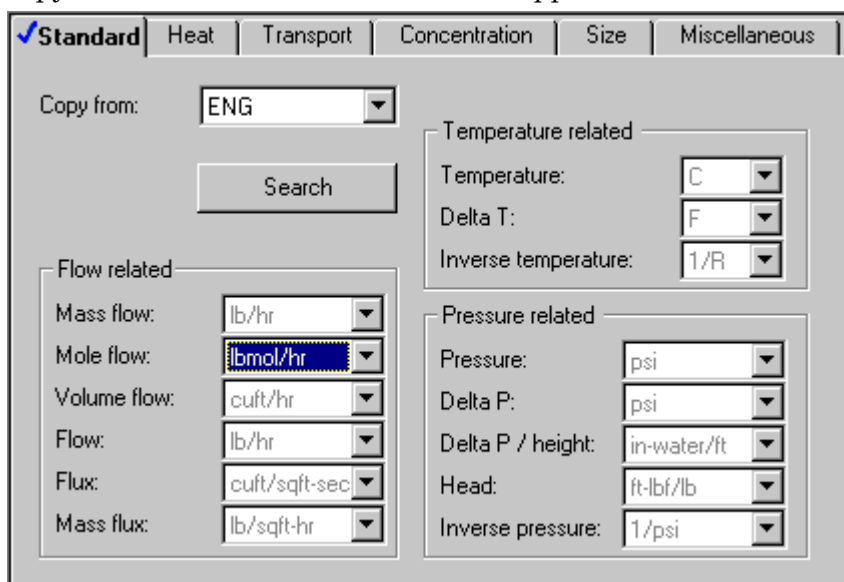 Standard Heat Transport Concentration Size Miscellaneous
Copy from: ENG
Search
Flow related
Mass flow: lb/hr
Mole flow: lbmol/hr
Volume flow: cuft/hr
Flow: lb/hr
Flux: cuft/sqft-sec
Mass flux: lb/sqft-hr
Temperature related
Temperature: C
Delta T: F
Inverse temperature: 1/R
Pressure related
Pressure: psi
Delta P: psi
Delta P / height: in-water/ft
Head: ft-lbf/lb
Inverse pressure: 1/psi